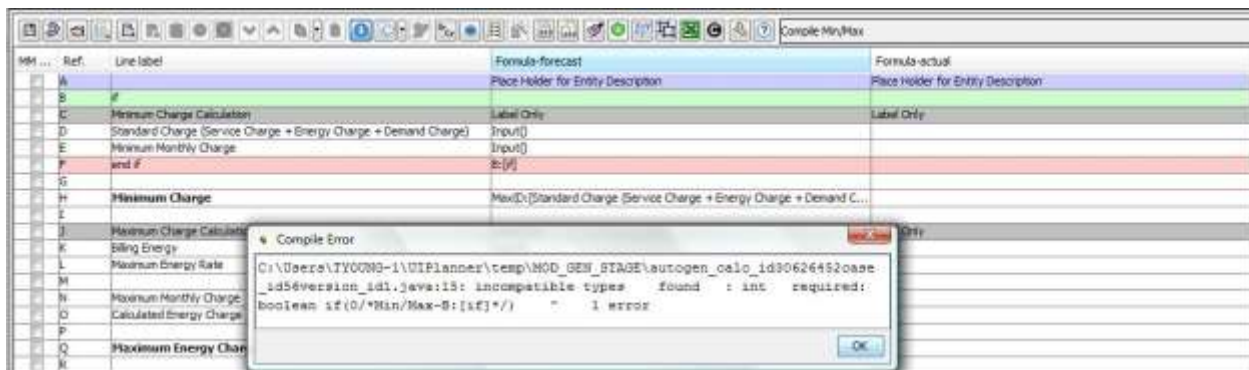 Compile Min/Max
MM ... Ref. Line label Formula-forecast Formula-actual
A Place Holder for Entity Description Place Holder for Entity Description
B if
C Minimum Charge Calculation Label Only Label Only
D Standard Charge (Service Charge + Energy Charge + Demand Charge) Input()
E Minimum Monthly Charge Input()
F end if B:[if]
G
H Minimum Charge Max(D:[Standard Charge (Service Charge + Energy Charge + Demand C...
I
J Maximum Charge Calculatio Only
K Billing Energy
L Maximum Energy Rate
M
N Maximum Monthly Charge
O Calculated Energy Charge
P
Q Maximum Energy Char
R
Compile Error
C:\Users\TYOUNG~1\UIPlanner\temp\MOD_GEN_STAGE\autogen_calc_id30626452case
_id56version_id1.java:15: incompatible types found : int required:
boolean if(0/*Min/Max-B:[if]*/) ^ 1 error
OK